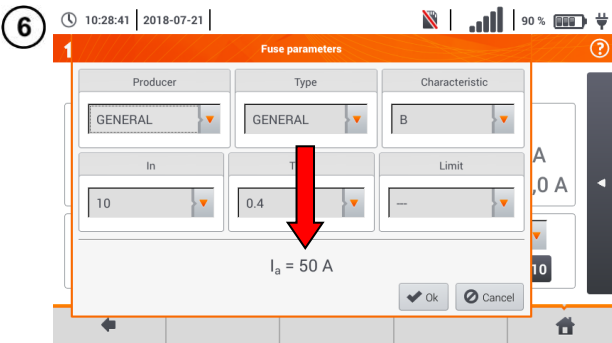 6
10:28:41 2018-07-21 90 %
1 Fuse parameters ?
Producer Type Characteristic
GENERAL GENERAL B
In T Limit
10 0.4 ---
A
,0 A
10
Ia = 50 A
Ok Cancel